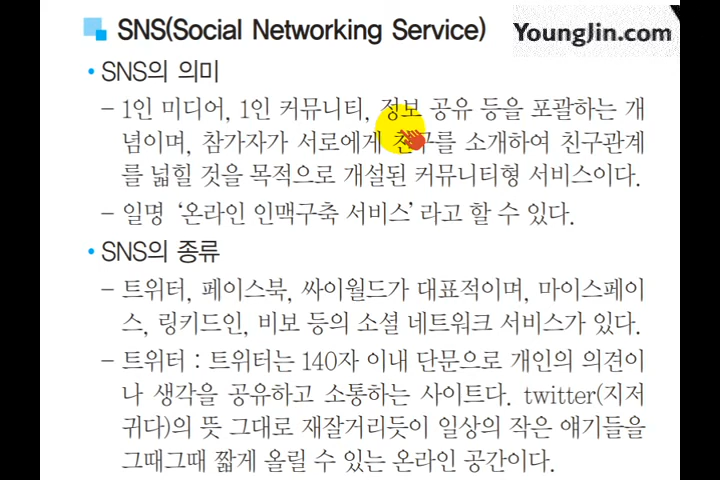 SNS(Social Networking Service)
YoungJin.com
• SNS의 의미
– 1인 미디어, 1인 커뮤니티, 정보 공유 등을 포괄하는 개
념이며, 참가자가 서로에게 친구를 소개하여 친구관계
를 넓힐 것을 목적으로 개설된 커뮤니티형 서비스이다.
– 일명 ‘온라인 인맥구축 서비스’라고 할 수 있다.
• SNS의 종류
– 트위터, 페이스북, 싸이월드가 대표적이며, 마이스페이
스, 링키드인, 비보 등의 소셜 네트워크 서비스가 있다.
– 트위터 : 트위터는 140자 이내 단문으로 개인의 의견이
나 생각을 공유하고 소통하는 사이트다. twitter(지저
귀다)의 뜻 그대로 재잘거리듯이 일상의 작은 얘기들을
그때그때 짧게 올릴 수 있는 온라인 공간이다.